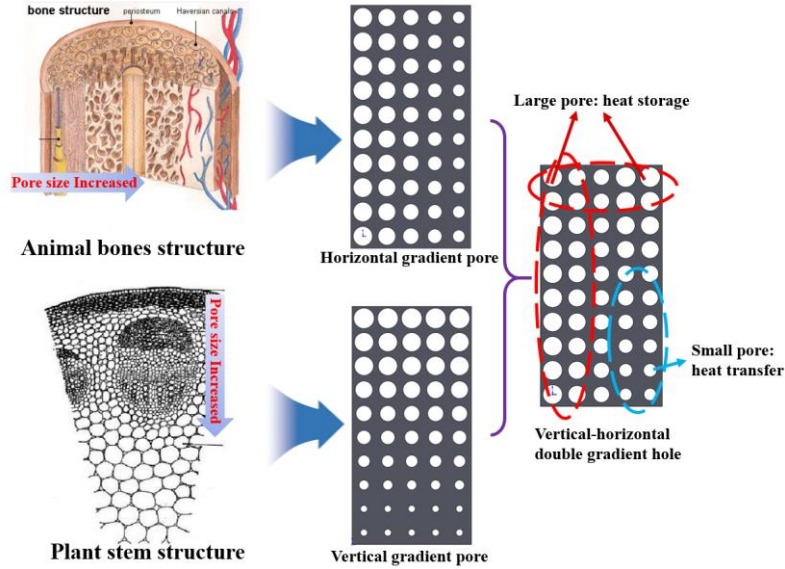 bone structure
periosteum
Haversian canals
Pore size Increased
Animal bones structure
Horizontal gradient pore
Large pore: heat storage
Pore size Increased
Small pore:
heat transfer
Vertical-horizontal
double gradient hole
Plant stem structure
Vertical gradient pore